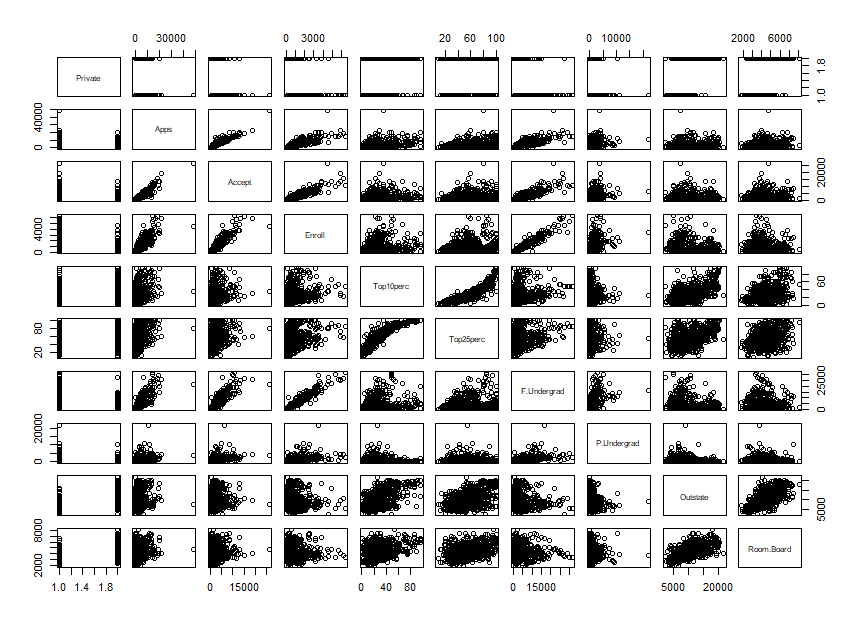 0 30000 0 3000 20 60 100 0 10000 2000 6000
Private 1.0 1.8
0 40000 Apps
Accept 0 20000
0 4000 Enroll
Top10perc 0 60
20 80 Top25perc
F.Undergrad 0 25000
0 20000 P.Undergrad
Outstate 5000
2000 8000 Room.Board
1.0 1.4 1.8 0 15000 0 40 80 0 15000 5000 20000